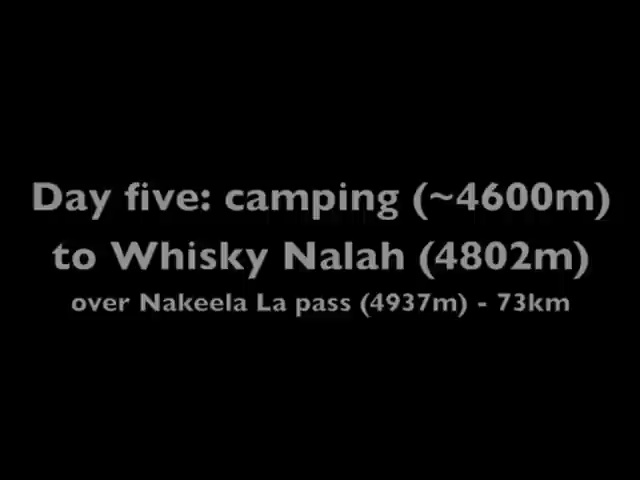 Day five: camping (~4600m)
to Whisky Nalah (4802m)
over Nakeela La pass (4937m) - 73km